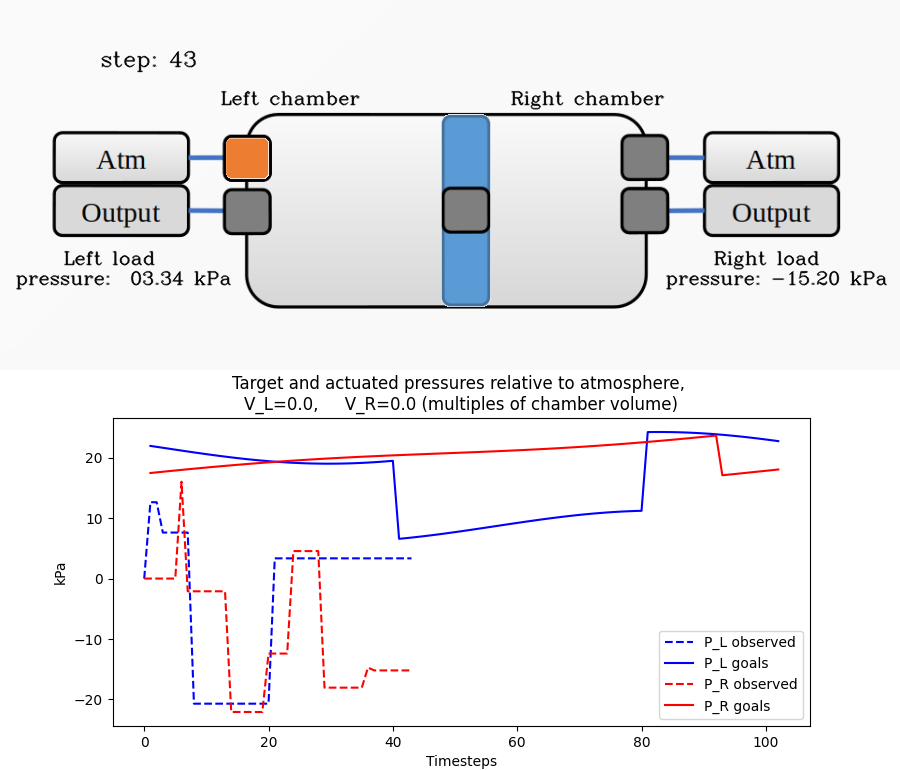 step: 43
Left chamber
Right chamber
Atm
Atm
Output
Output
Left load
pressure: 03.34 kPa
Right load
pressure: −15.20 kPa
Target and actuated pressures relative to atmosphere,
V_L=0.0, V_R=0.0 (multiples of chamber volume)
20
10
0
−10
−20
kPa
P_L observed
P_L goals
P_R observed
P_R goals
0 20 40 60 80 100
Timesteps